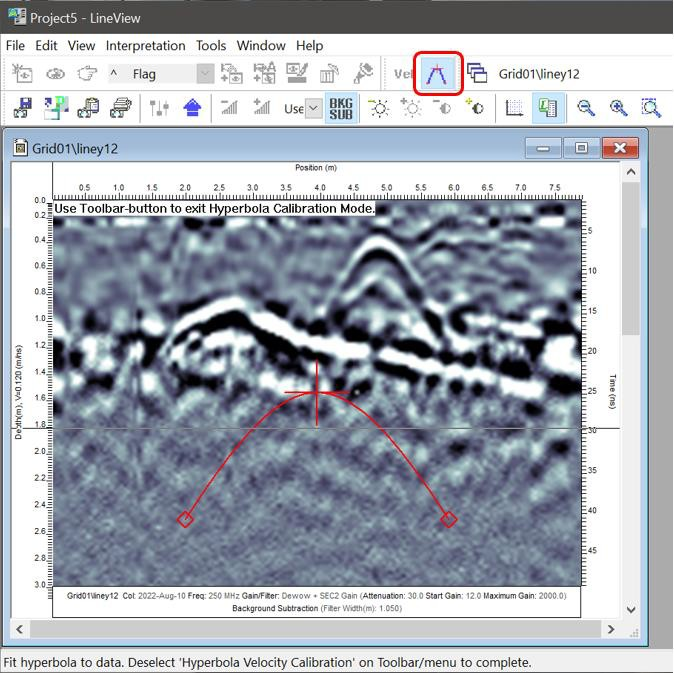 Project5 - LineView
File Edit View Interpretation Tools Window Help
^ Flag Grid01\liney12
Use BKG SUB
Grid01\liney12
Position (m)
0.5 1.0 1.5 2.0 2.5 3.0 3.5 4.0 4.5 5.0 5.5 6.0 6.5 7.0 7.5
Use Toolbar-button to exit Hyperbola Calibration Mode.
0.0
0.2
0.4
0.6
0.8
1.0
1.2
1.4
1.6
1.8
2.0
2.2
2.4
2.6
2.8
3.0
Depth(m), V=0.120 (m/ns)
5
10
15
20
25
30
35
40
45
Time (ns)
Grid01\liney12 Col: 2022-Aug-10 Freq: 250 MHz Gain/Filter: Dewow + SEC2 Gain (Attenuation: 30.0 Start Gain: 12.0 Maximum Gain: 2000.0)
Background Subtraction (Filter Width(m): 1.050)
Fit hyperbola to data. Deselect 'Hyperbola Velocity Calibration' on Toolbar/menu to complete.